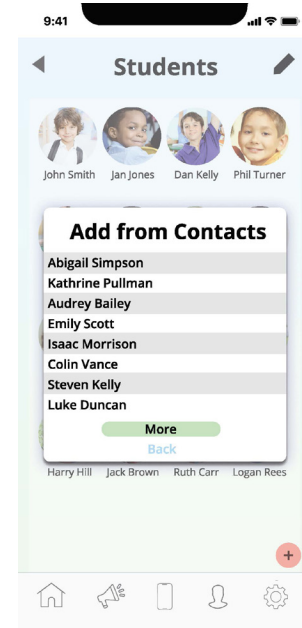 9:41
Students
John Smith Jan Jones Dan Kelly Phil Turner
Add from Contacts
Abigail Simpson
Kathrine Pullman
Audrey Bailey
Emily Scott
Isaac Morrison
Colin Vance
Steven Kelly
Luke Duncan
More
Back
Harry Hill Jack Brown Ruth Carr Logan Rees
+